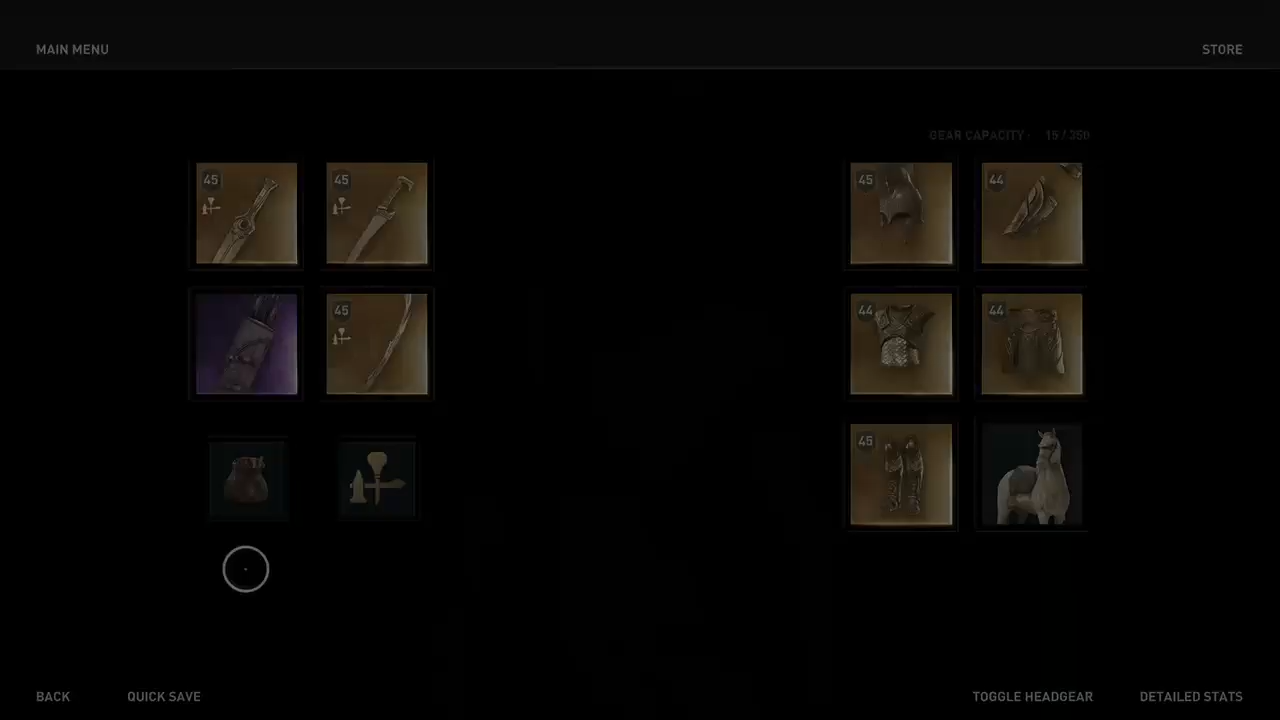 MAIN MENU
STORE
GEAR CAPACITY: 15 / 350
45
45
45
44
45
44
44
45
BACK
QUICK SAVE
TOGGLE HEADGEAR
DETAILED STATS